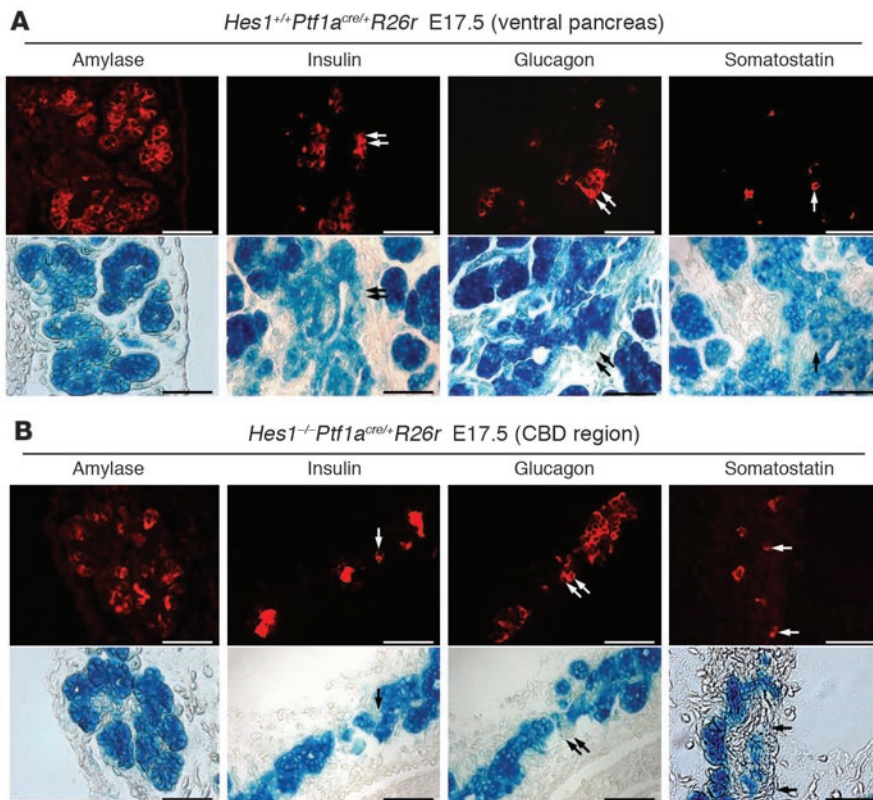 A
Hes1+/+Ptf1acre/+R26r E17.5 (ventral pancreas)
Amylase Insulin Glucagon Somatostatin
B
Hes1–/–Ptf1acre/+R26r E17.5 (CBD region)
Amylase Insulin Glucagon Somatostatin